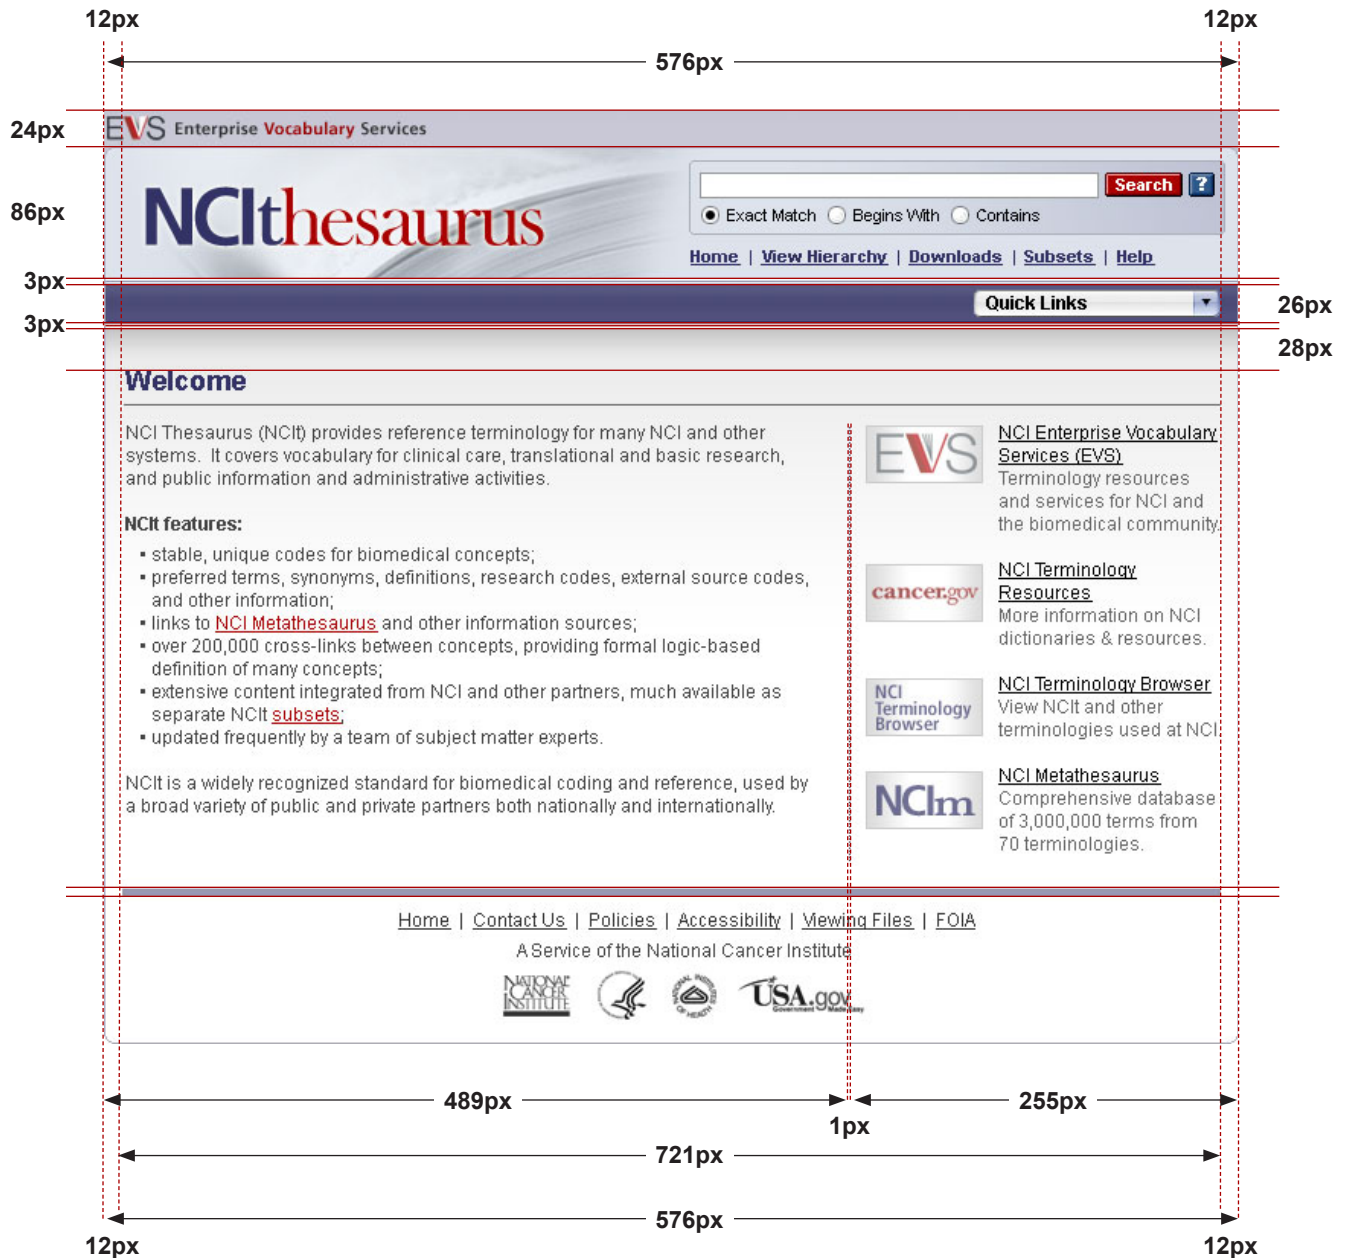 12px 12px
576px
24px
EVS Enterprise Vocabulary Services
86px
NCIthesaurus
Search ?
Exact Match Begins With Contains
Home | View Hierarchy | Downloads | Subsets | Help
3px
Quick Links
26px
3px
28px
Welcome
NCI Thesaurus (NCIt) provides reference terminology for many NCI and other
systems. It covers vocabulary for clinical care, translational and basic research,
and public information and administrative activities.
NCIt features:
▪ stable, unique codes for biomedical concepts;
▪ preferred terms, synonyms, definitions, research codes, external source codes,
and other information;
▪ links to NCI Metathesaurus and other information sources;
▪ over 200,000 cross-links between concepts, providing formal logic-based
definition of many concepts;
▪ extensive content integrated from NCI and other partners, much available as
separate NCIt subsets;
▪ updated frequently by a team of subject matter experts.
NCIt is a widely recognized standard for biomedical coding and reference, used by
a broad variety of public and private partners both nationally and internationally.
EVS
NCI Enterprise Vocabulary
Services (EVS)
Terminology resources
and services for NCI and
the biomedical community.
cancer.gov
NCI Terminology
Resources
More information on NCI
dictionaries & resources.
NCI
Terminology
Browser
NCI Terminology Browser
View NCIt and other
terminologies used at NCI
NCIm
NCI Metathesaurus
Comprehensive database
of 3,000,000 terms from
70 terminologies.
Home | Contact Us | Policies | Accessibility | Viewing Files | FOIA
A Service of the National Cancer Institute
NATIONAL
CANCER
INSTITUTE
NATIONAL INSTITUTES
OF HEALTH
USA.gov
Government Made Easy
489px 255px
1px
721px
576px
12px 12px